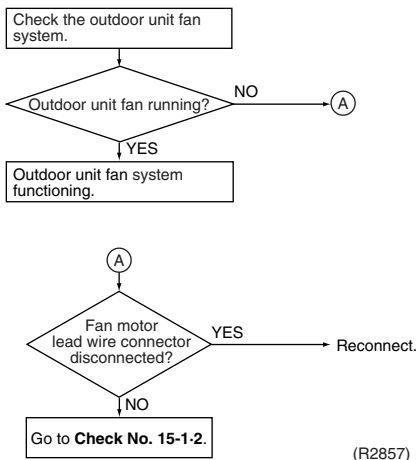 Check the outdoor unit fan
system.
Outdoor unit fan running?
NO
A
YES
Outdoor unit fan system
functioning.
A
Fan motor
lead wire connector
disconnected?
YES
Reconnect.
NO
Go to Check No. 15-1-2.
(R2857)